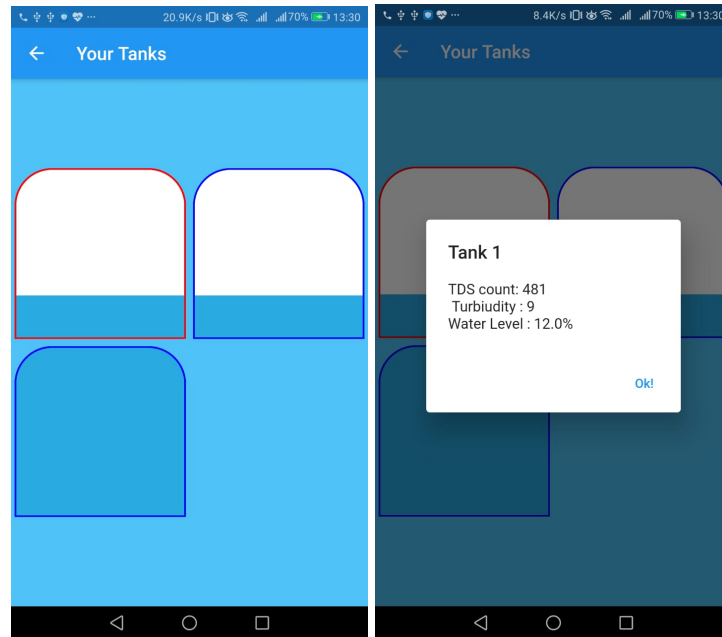 20.9K/s 70% 13:30
Your Tanks
8.4K/s 70% 13:30
Your Tanks
Tank 1
TDS count: 481
Turbiudity : 9
Water Level : 12.0%
Ok!